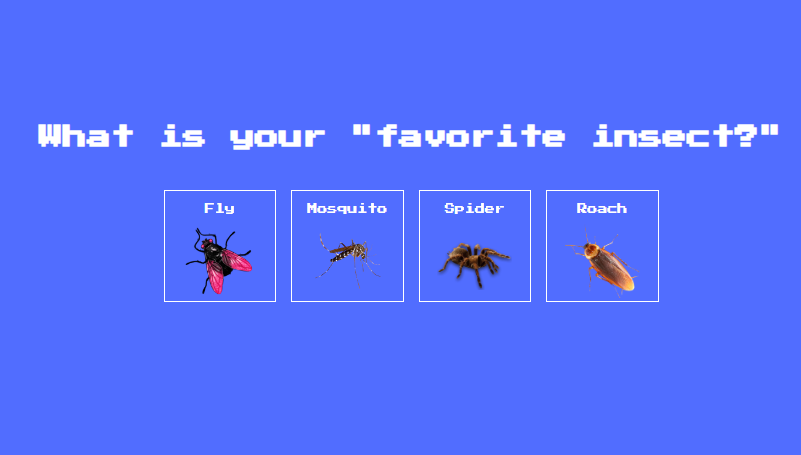 What is your "favorite insect?"
Fly
Mosquito
Spider
Roach